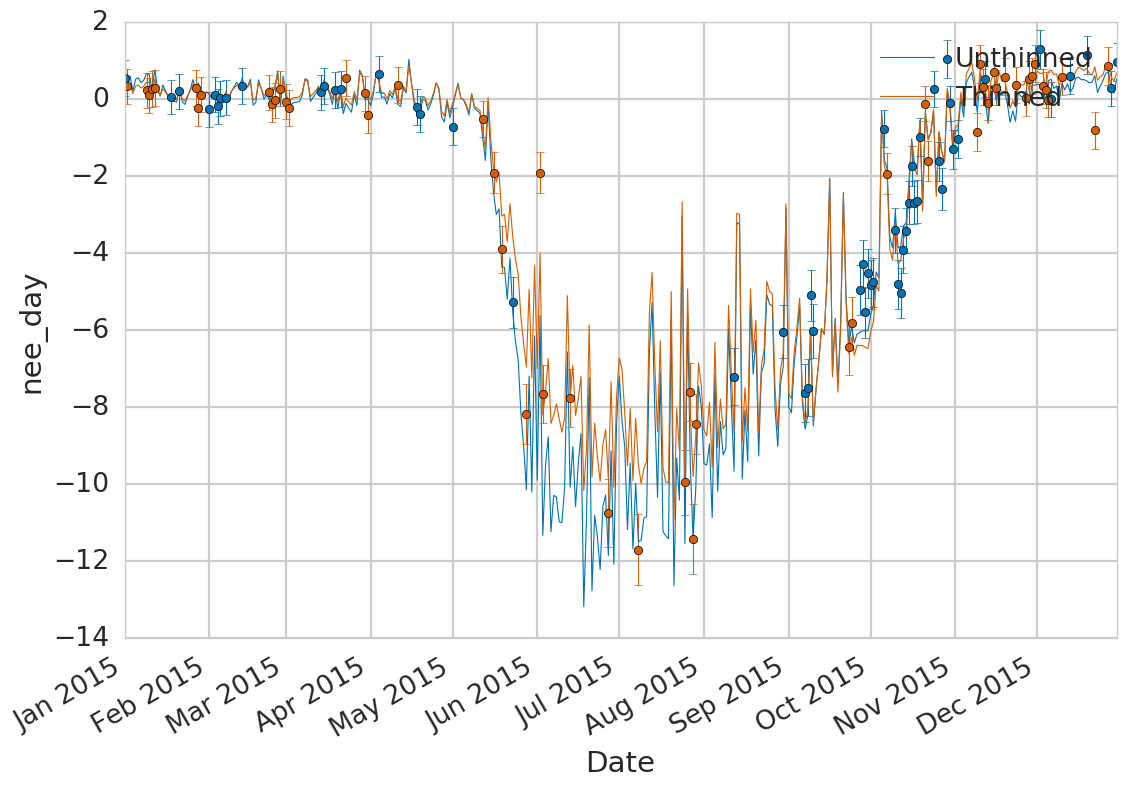 2
0
−2
−4
−6
−8
−10
−12
−14
nee_day
Unthinned
Thinned
Jan 2015
Feb 2015
Mar 2015
Apr 2015
May 2015
Jun 2015
Jul 2015
Aug 2015
Sep 2015
Oct 2015
Nov 2015
Dec 2015
Date